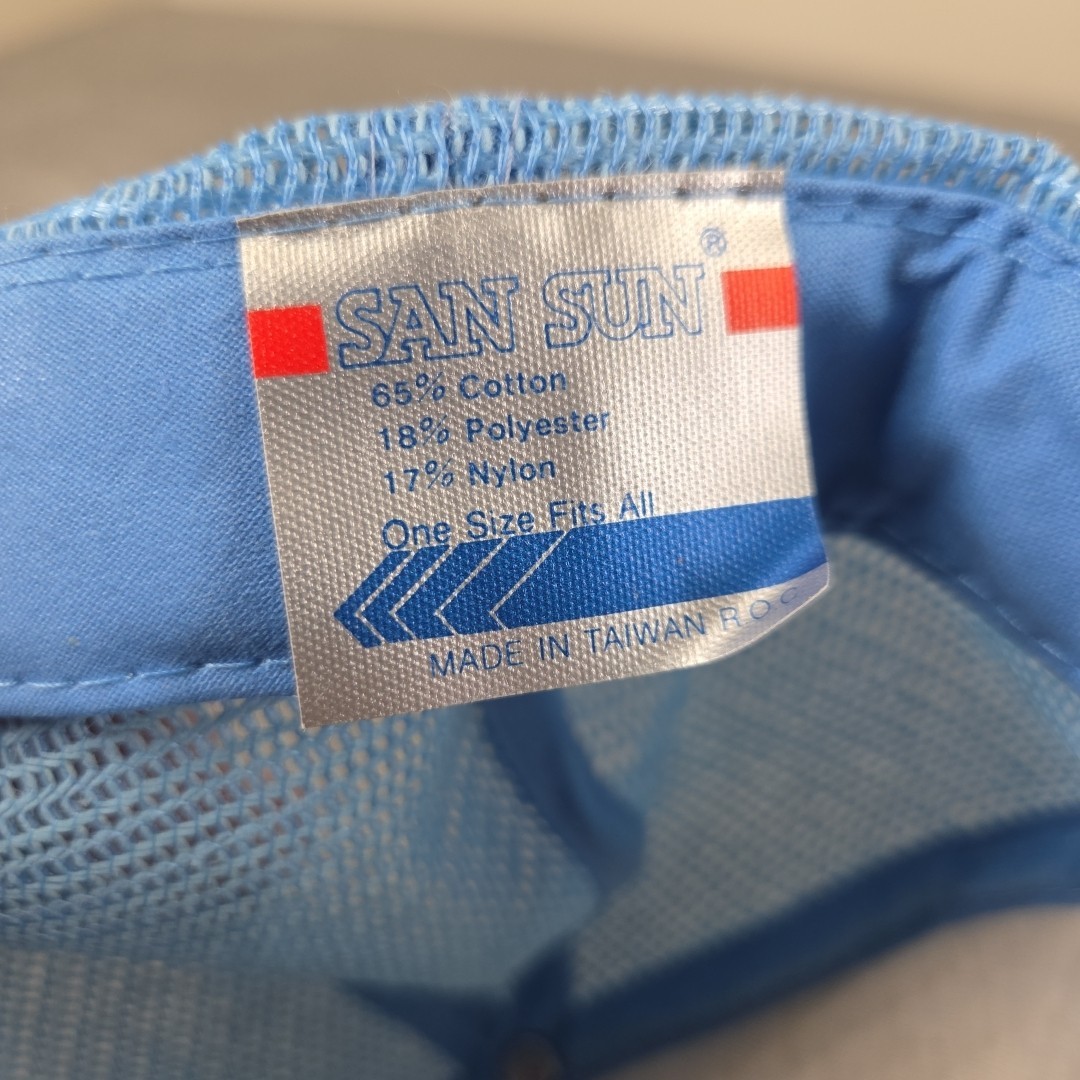 SAN SUN®
65% Cotton
18% Polyester
17% Nylon
One Size Fits All
MADE IN TAIWAN R.O.C